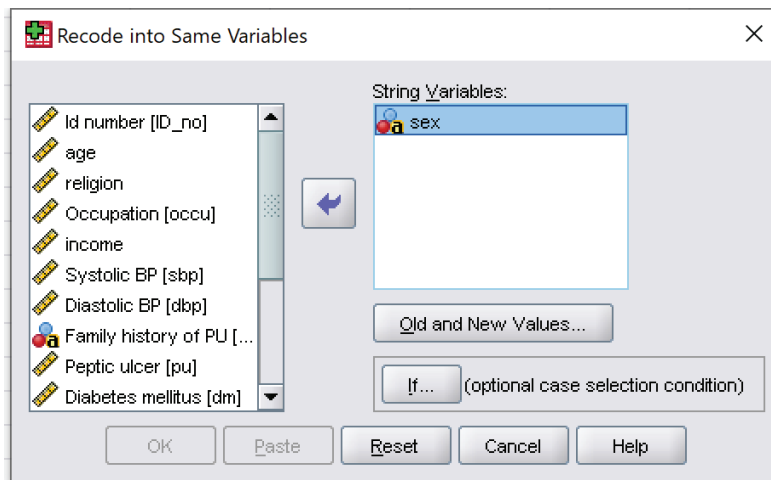 Recode into Same Variables
String Variables:
Id number [ID_no]
age
religion
Occupation [occu]
income
Systolic BP [sbp]
Diastolic BP [dbp]
Family history of PU [...
Peptic ulcer [pu]
Diabetes mellitus [dm]
sex
Old and New Values...
If... (optional case selection condition)
OK Paste Reset Cancel Help